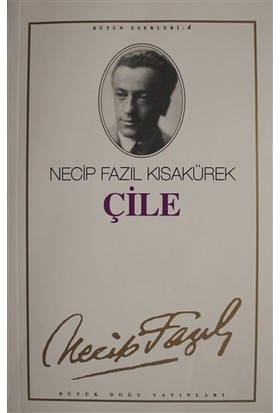 BÜTÜN ESERLERİ: 4
NECİP FAZIL KISAKÜREK
ÇİLE
Necip Fazıl
BÜYÜK DOĞU YAYINLARI